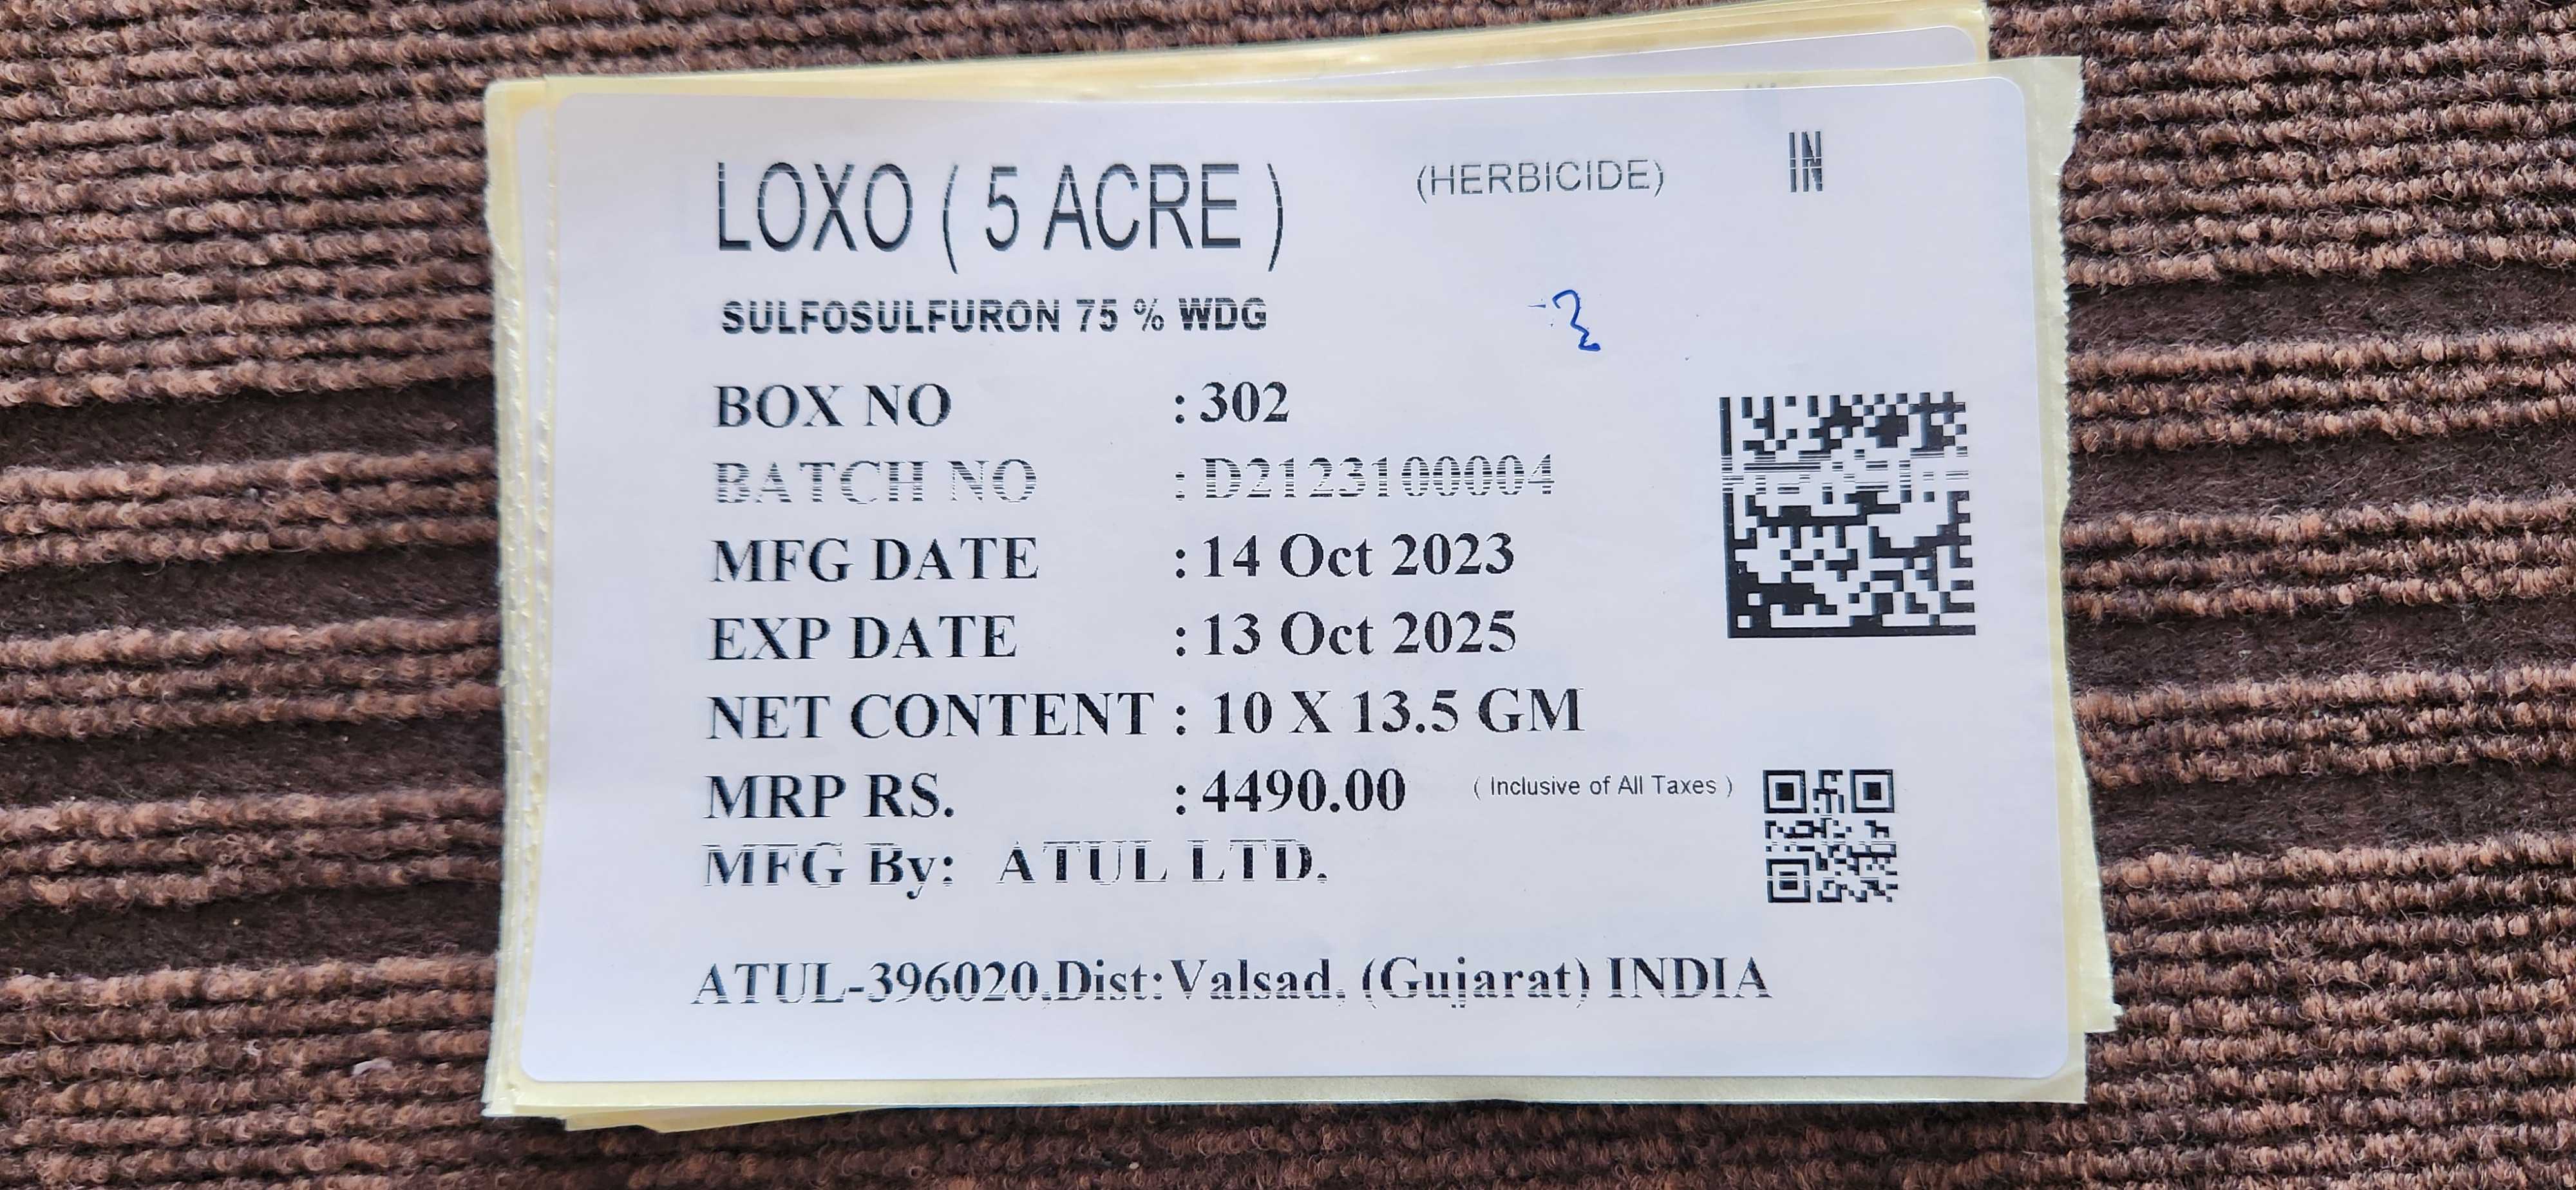 LOXO ( 5 ACRE ) (HERBICIDE) IN
SULFOSULFURON 75 % WDG
BOX NO : 302
BATCH NO : D2123100004
MFG DATE : 14 Oct 2023
EXP DATE : 13 Oct 2025
NET CONTENT : 10 X 13.5 GM
MRP RS. : 4490.00 ( Inclusive of All Taxes )
MFG By: ATUL LTD.
ATUL-396020,Dist:Valsad, (Gujarat) INDIA